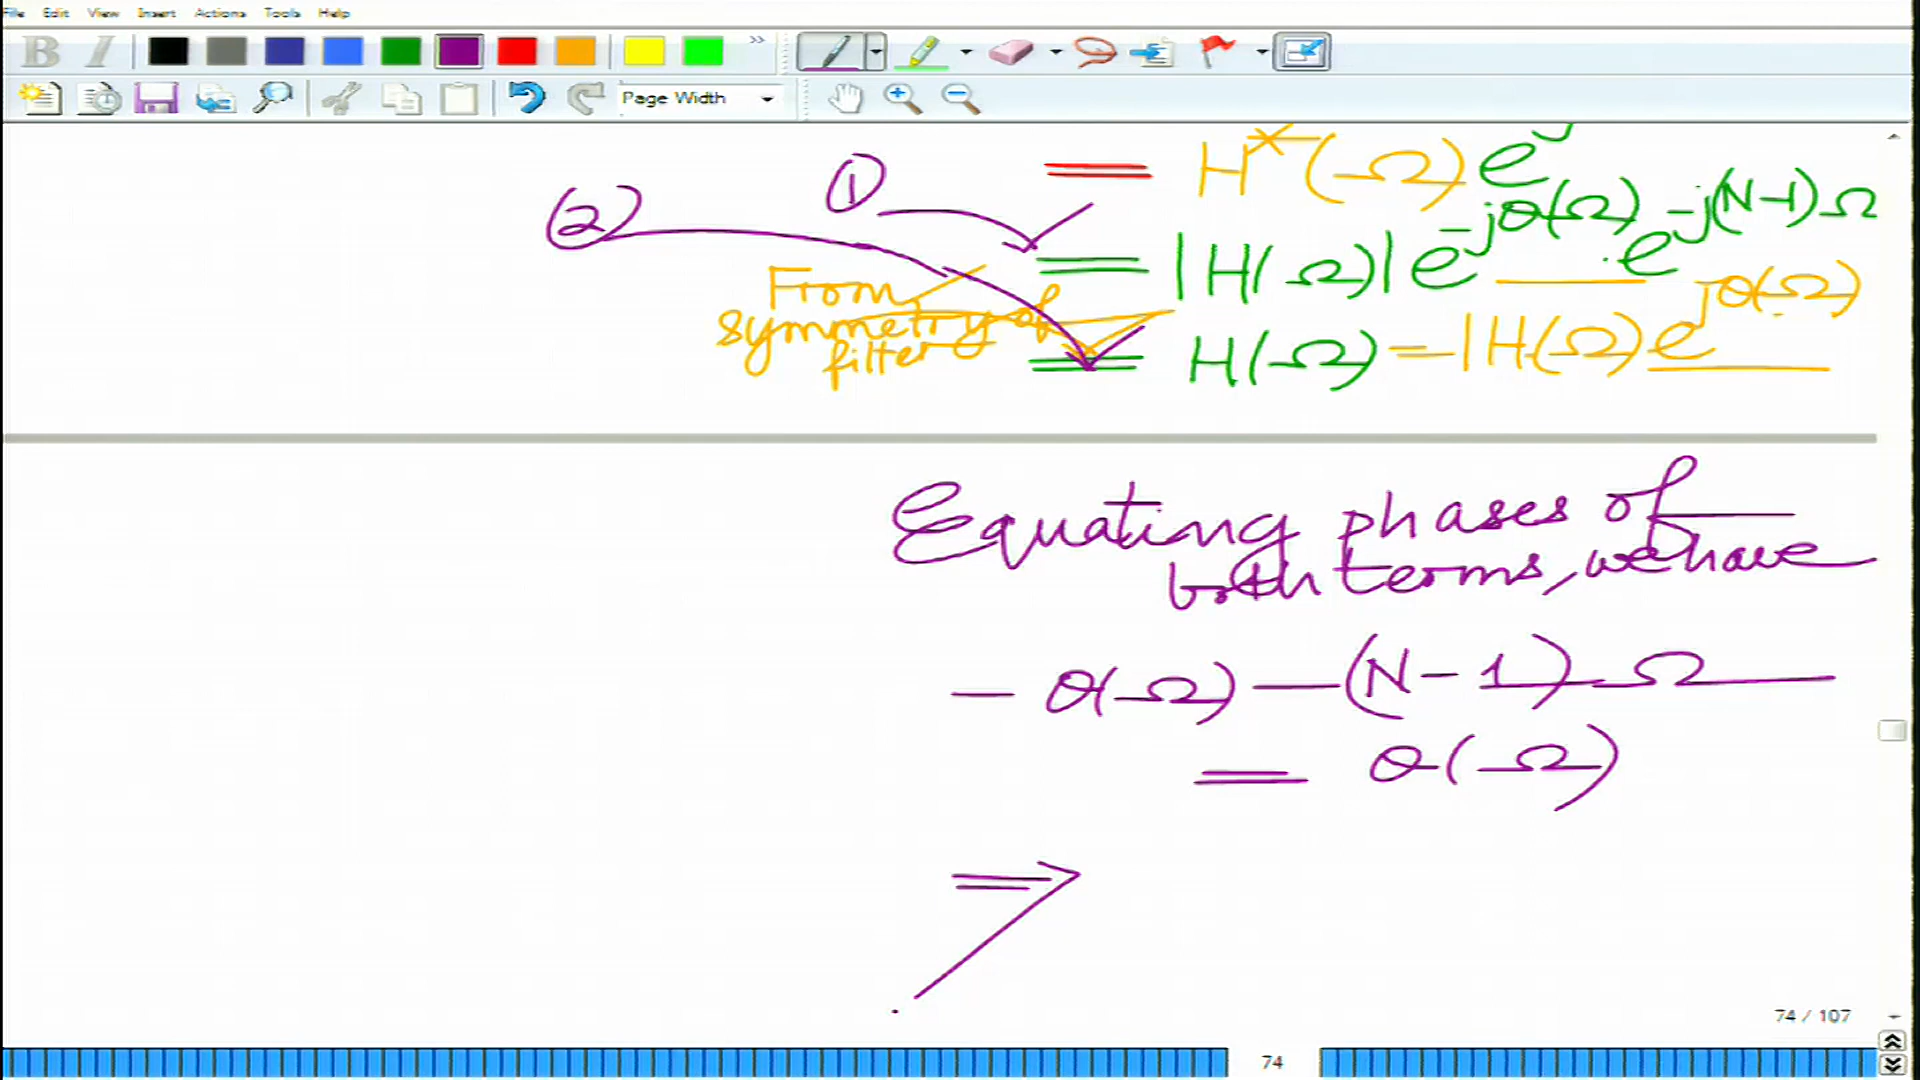 File Edit View Insert Actions Tools Help
B I
Page Width
① = H*(Ω) e
② = |H(Ω)| e^-jθ(Ω) . e^-j(N-1)Ω
From symmetry of filter
= H(Ω) = |H(Ω)| e^jθ(Ω)
Equating phases of
both terms, we have
- θ(Ω) - (N-1) Ω
= θ(Ω)
⇒
74 / 107
74